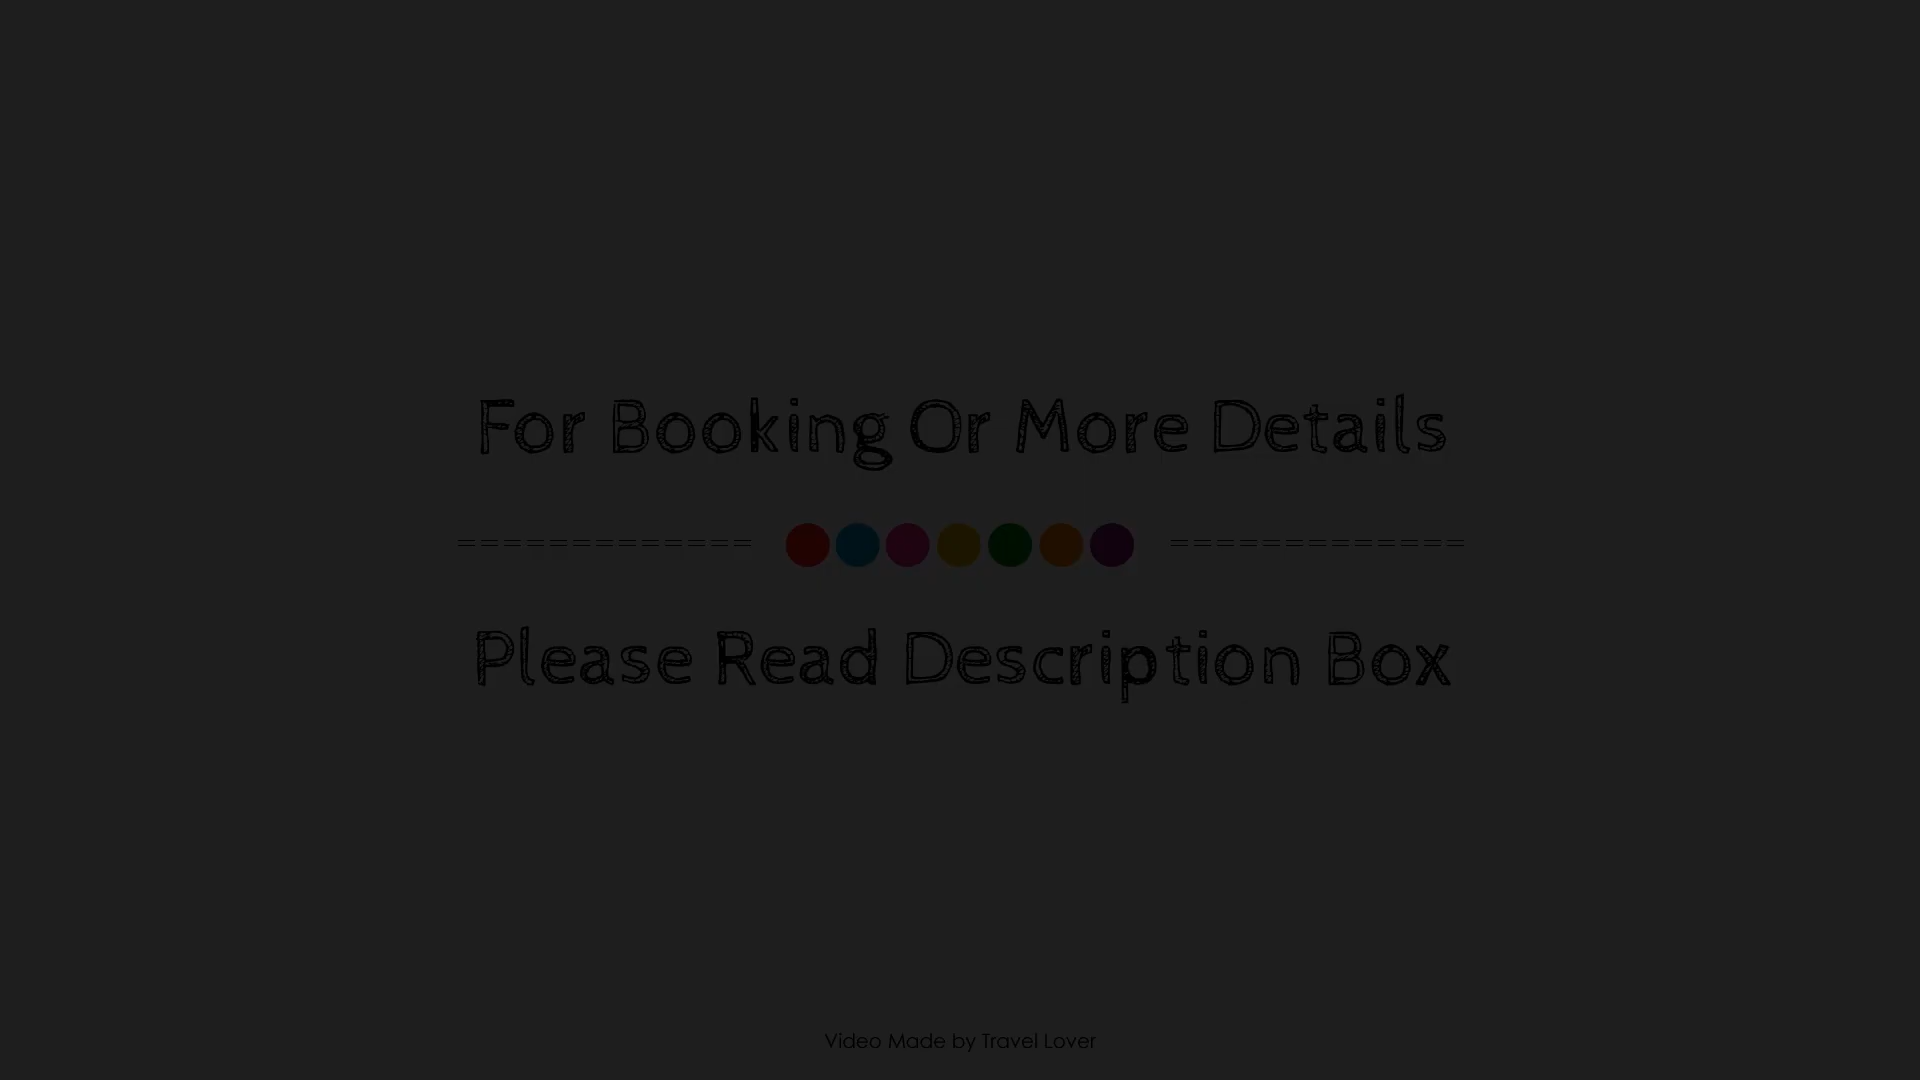 For Booking Or More Details
============= =============
Please Read Description Box
Video Made by Travel Lover